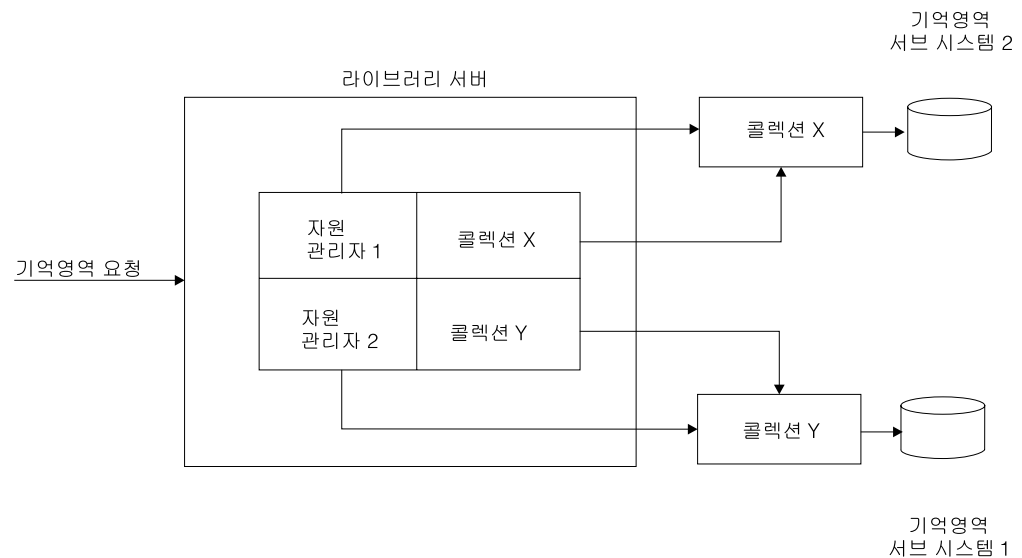 기억영역
서브 시스템 2
라이브러리 서버
콜렉션 X
자원
관리자 1
콜렉션 X
기억영역 요청
자원
관리자 2
콜렉션 Y
콜렉션 Y
기억영역
서브 시스템 1